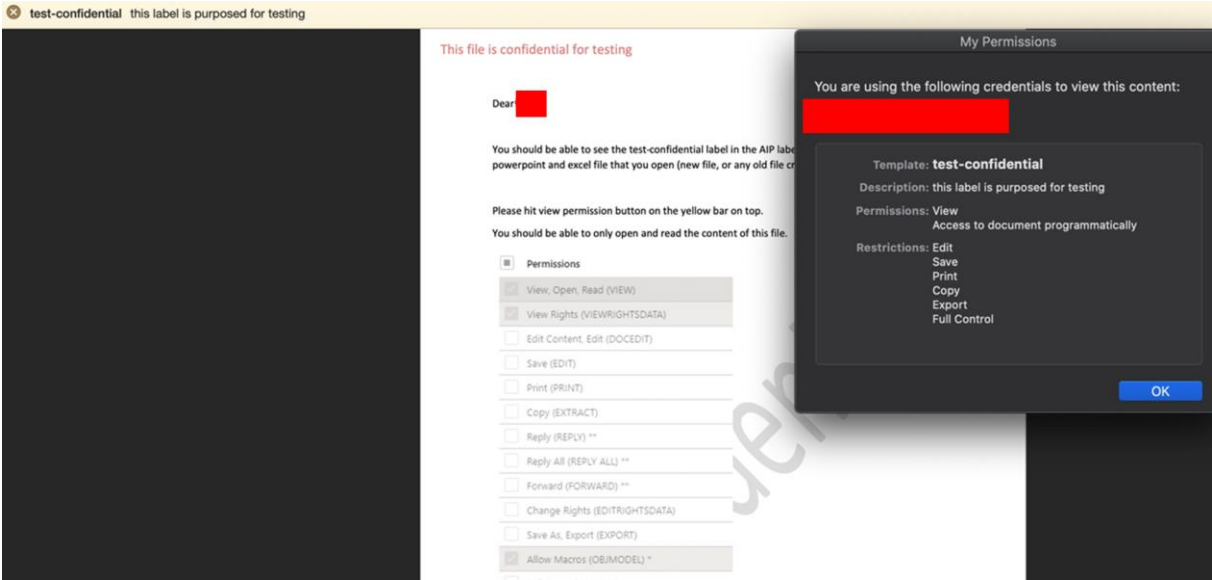 test-confidential this label is purposed for testing
This file is confidential for testing
Dear
You should be able to see the test-confidential label in the AIP labe
powerpoint and excel file that you open (new file, or any old file cr
Please hit view permission button on the yellow bar on top.
You should be able to only open and read the content of this file.
Permissions
View, Open, Read (VIEW)
View Rights (VIEWRIGHTSDATA)
Edit Content, Edit (DOCEDIT)
Save (EDIT)
Print (PRINT)
Copy (EXTRACT)
Reply (REPLY) **
Reply All (REPLY ALL) **
Forward (FORWARD) **
Change Rights (EDITRIGHTSDATA)
Save As, Export (EXPORT)
Allow Macros (OBJMODEL) *
My Permissions
You are using the following credentials to view this content:
Template: test-confidential
Description: this label is purposed for testing
Permissions: View
Access to document programmatically
Restrictions: Edit
Save
Print
Copy
Export
Full Control
OK